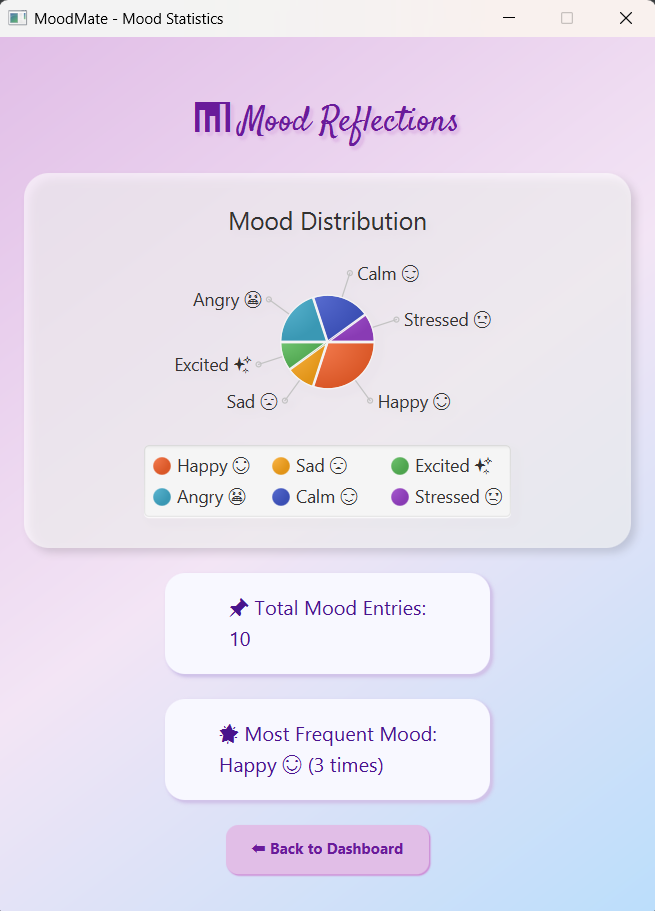 MoodMate - Mood Statistics
📊 Mood Reflections
Mood Distribution
Calm 😌
Angry 😫
Stressed 😟
Excited ✨
Sad 😞
Happy 😊
Happy 😊 Sad 😞 Excited ✨
Angry 😫 Calm 😌 Stressed 😟
📌 Total Mood Entries:
10
🌟 Most Frequent Mood:
Happy 😊 (3 times)
⬅ Back to Dashboard